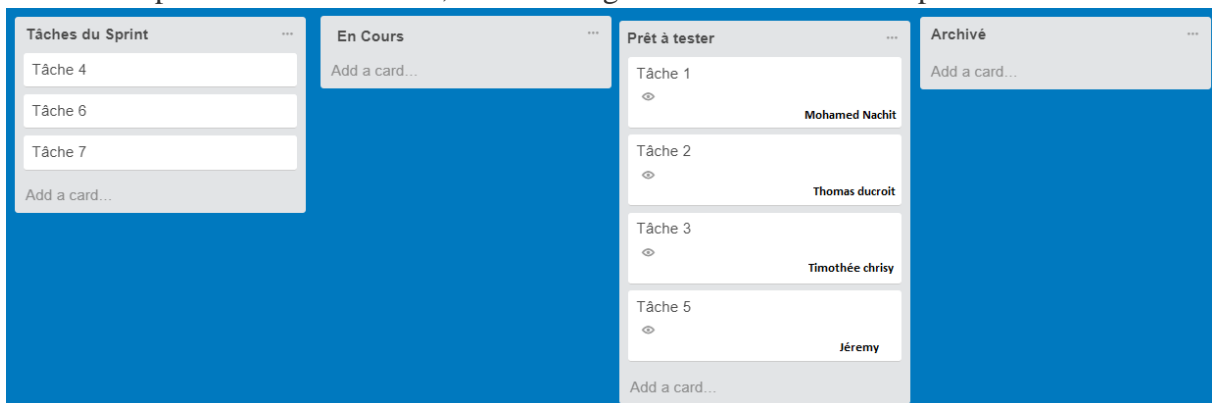 Tâches du Sprint
Tâche 4
Tâche 6
Tâche 7
Add a card...
En Cours
Add a card...
Prêt à tester
Tâche 1
Mohamed Nachit
Tâche 2
Thomas ducroit
Tâche 3
Timothée chrisy
Tâche 5
Jéremy
Add a card...
Archivé
Add a card...